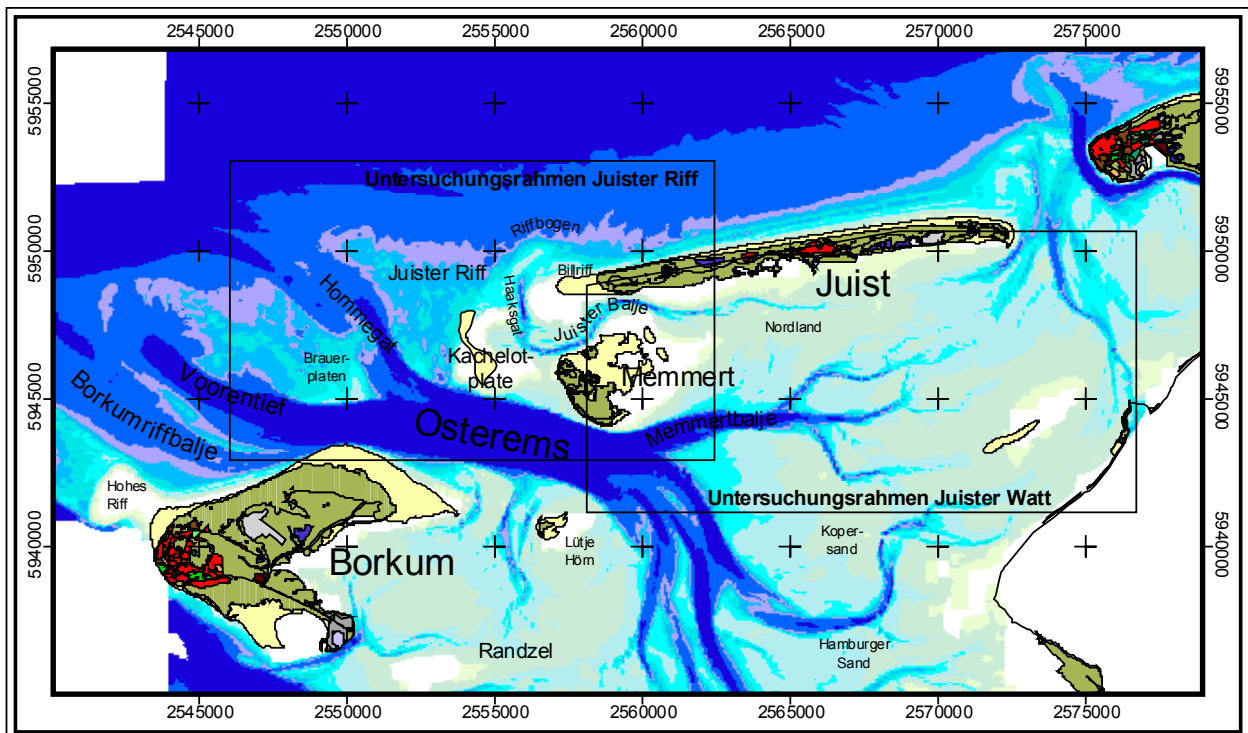 2545000 2550000 2555000 2560000 2565000 2570000 2575000
5955000
5955000
Untersuchungsrahmen Juister Riff
Riffbogen
5950000
5950000
Juister Riff
Billriff
Haaksgat
Hommegat
Juist
Juister Balje
Nordland
Brauer-
platen
Kachelot-
plate
Memmert
5945000
5945000
Voorentief
Borkumriffbalje
Osterems
Memmertbalje
Hohes
Riff
Untersuchungsrahmen Juister Watt
5940000
5940000
Borkum
Lütje
Hörn
Koper-
sand
Randzel
Hamburger
Sand
2545000 2550000 2555000 2560000 2565000 2570000 2575000